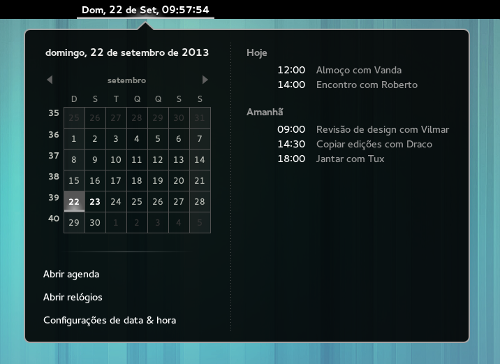 Dom, 22 de Set, 09:57:54
domingo, 22 de setembro de 2013
setembro
D S T Q Q S S
35 25 26 27 28 29 30 31
36 1 2 3 4 5 6 7
37 8 9 10 11 12 13 14
38 15 16 17 18 19 20 21
39 22 23 24 25 26 27 28
40 29 30 1 2 3 4 5
Abrir agenda
Abrir relógios
Configurações de data & hora
Hoje
12:00 Almoço com Vanda
14:00 Encontro com Roberto
Amanhã
09:00 Revisão de design com Vilmar
14:30 Copiar edições com Draco
18:00 Jantar com Tux